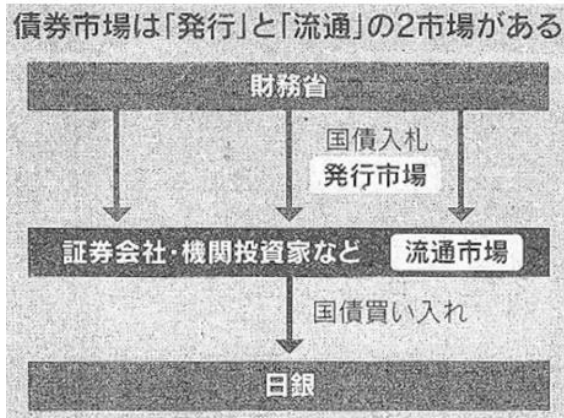 債券市場は「発行」と「流通」の2市場がある
財務省
国債入札
発行市場
証券会社・機関投資家など 流通市場
国債買い入れ
日銀